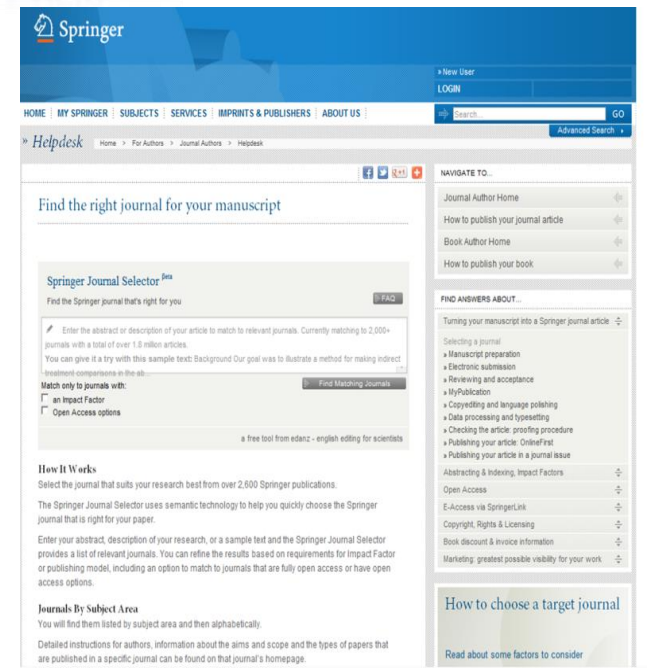 Springer
» New User
LOGIN
HOME MY SPRINGER SUBJECTS SERVICES IMPRINTS & PUBLISHERS ABOUT US
Search... GO
Advanced Search
» Helpdesk Home > For Authors > Journal Authors > Helpdesk
Find the right journal for your manuscript
Springer Journal Selector Beta
Find the Springer journal that's right for you
FAQ
Enter the abstract or description of your article to match to relevant journals. Currently matching to 2,000+
journals with a total of over 1.8 million articles.
You can give it a try with this sample text: Background Our goal was to illustrate a method for making indirect
treatment comparisons in the ab...
Match only to journals with:
Find Matching Journals
an Impact Factor
Open Access options
a free tool from edanz - english editing for scientists
How It Works
Select the journal that suits your research best from over 2,600 Springer publications.
The Springer Journal Selector uses semantic technology to help you quickly choose the Springer
journal that is right for your paper.
Enter your abstract, description of your research, or a sample text and the Springer Journal Selector
provides a list of relevant journals. You can refine the results based on requirements for Impact Factor
or publishing model, including an option to match to journals that are fully open access or have open
access options.
Journals By Subject Area
You will find them listed by subject area and then alphabetically.
Detailed instructions for authors, information about the aims and scope and the types of papers that
are published in a specific journal can be found on that journal's homepage.
NAVIGATE TO...
Journal Author Home
How to publish your journal article
Book Author Home
How to publish your book
FIND ANSWERS ABOUT...
Turning your manuscript into a Springer journal article
Selecting a journal
» Manuscript preparation
» Electronic submission
» Reviewing and acceptance
» MyPublication
» Copyediting and language polishing
» Data processing and typesetting
» Checking the article: proofing procedure
» Publishing your article: OnlineFirst
» Publishing your article in a journal issue
Abstracting & Indexing, Impact Factors
Open Access
E-Access via SpringerLink
Copyright, Rights & Licensing
Book discount & invoice information
Marketing: greatest possible visibility for your work
How to choose a target journal
Read about some factors to consider